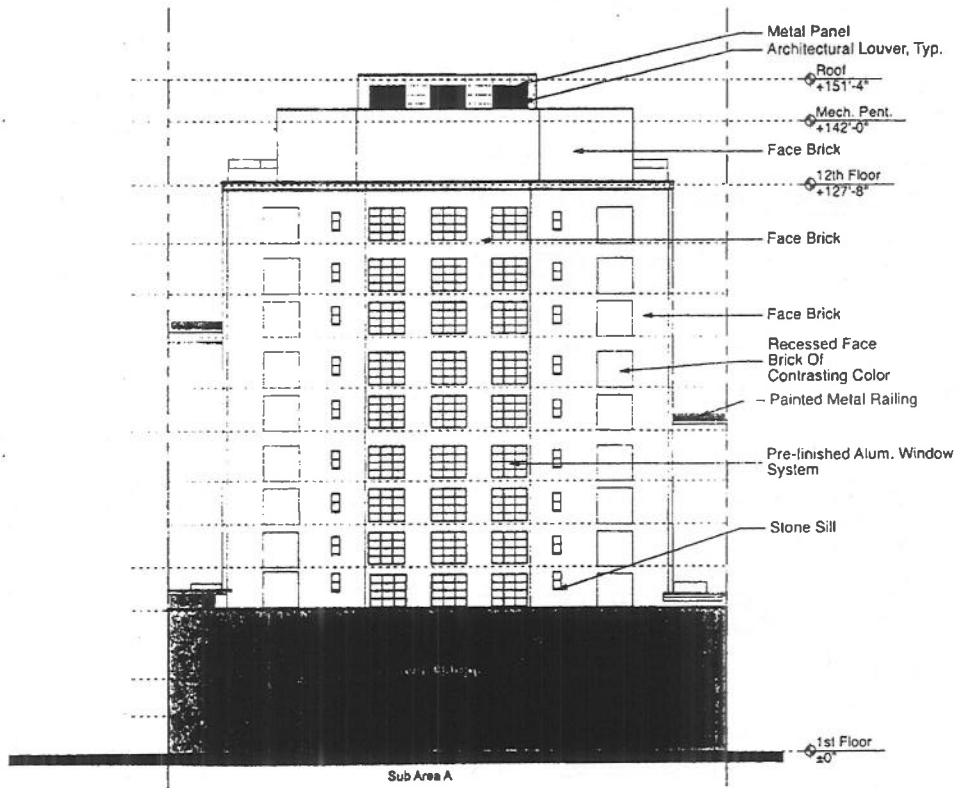 Metal Panel
Architectural Louver, Typ.
Roof
+151'-4"
Mech. Pent.
+142'-0"
Face Brick
12th Floor
+127'-8"
Face Brick
Face Brick
Recessed Face
Brick Of
Contrasting Color
Painted Metal Railing
Pre-finished Alum. Window
System
Stone Sill
1st Floor
±0"
Sub Area A